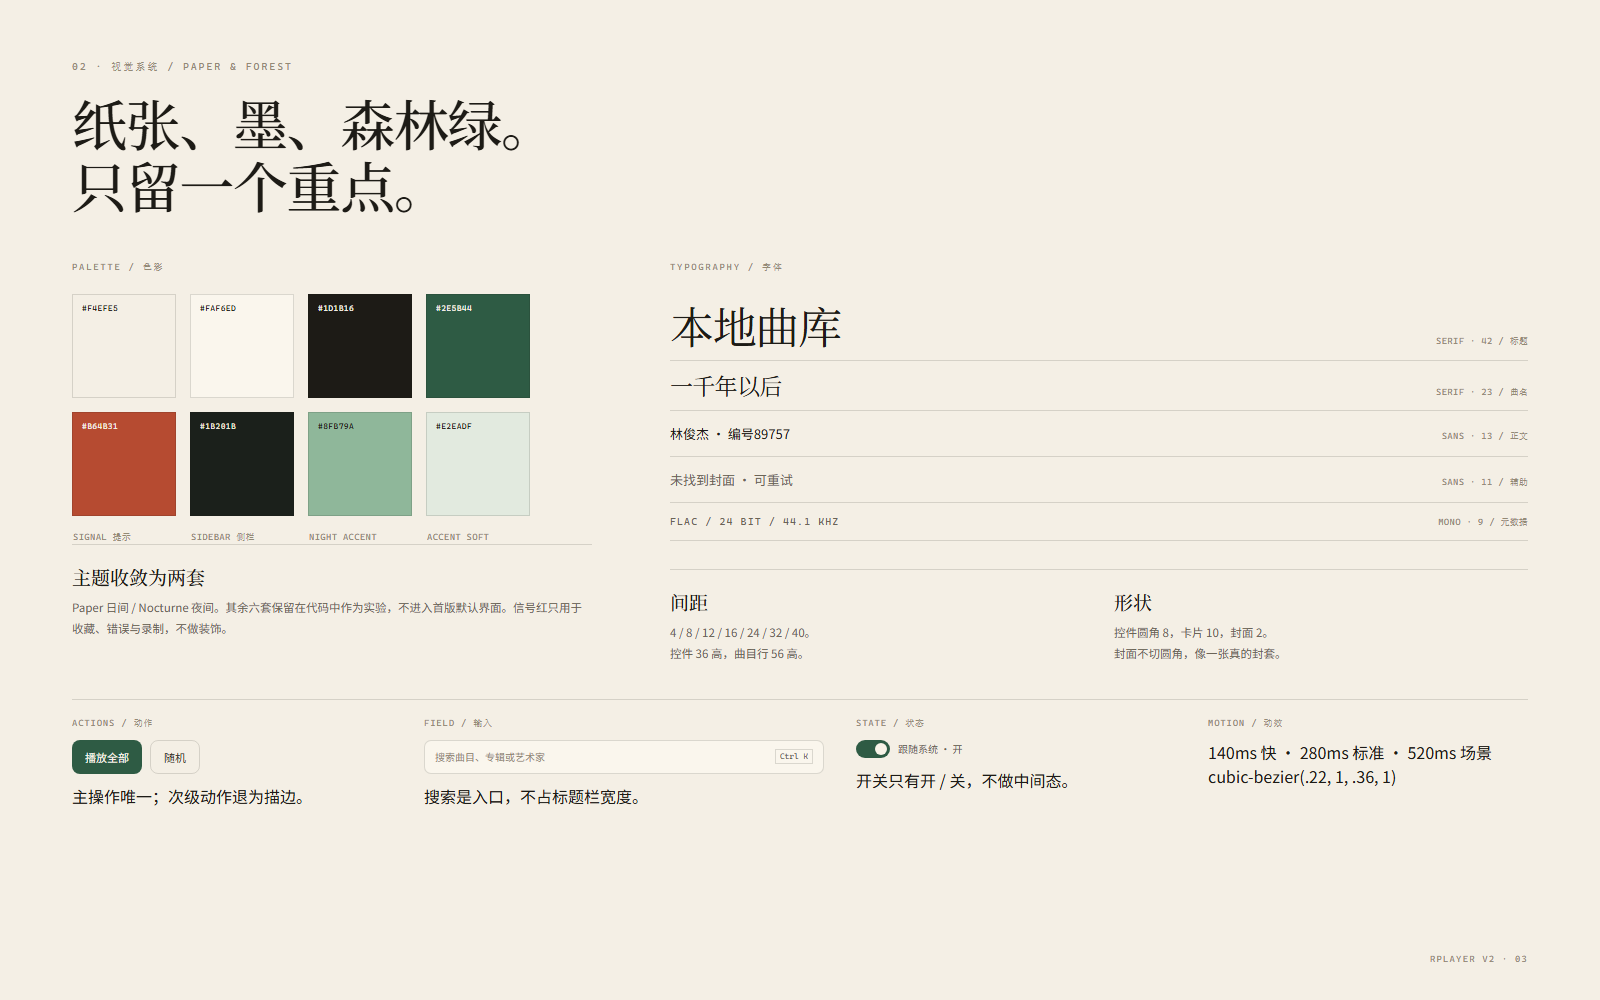 02 · 视觉系统 / PAPER & FOREST
纸张、墨、森林绿。
只留一个重点。
PALETTE / 色彩
#F4EFE5
#FAF6ED
#1D1B16
#2E5B44
#B64B31
#1B201B
#8FB79A
#E2EADF
SIGNAL 提示
SIDEBAR 侧栏
NIGHT ACCENT
ACCENT SOFT
主题收敛为两套
Paper 日间 / Nocturne 夜间。其余六套保留在代码中作为实验，不进入首版默认界面。信号红只用于
收藏、错误与录制，不做装饰。
TYPOGRAPHY / 字体
本地曲库
SERIF · 42 / 标题
一千年以后
SERIF · 23 / 曲名
林俊杰 · 编号89757
SANS · 13 / 正文
未找到封面 · 可重试
SANS · 11 / 辅助
FLAC / 24 BIT / 44.1 KHZ
MONO · 9 / 元数据
间距
4 / 8 / 12 / 16 / 24 / 32 / 40。
控件 36 高，曲目行 56 高。
形状
控件圆角 8，卡片 10，封面 2。
封面不切圆角，像一张真的封套。
ACTIONS / 动作
播放全部
随机
主操作唯一；次级动作退为描边。
FIELD / 输入
搜索曲目、专辑或艺术家
Ctrl K
搜索是入口，不占标题栏宽度。
STATE / 状态
跟随系统 · 开
开关只有开 / 关，不做中间态。
MOTION / 动效
140ms 快 · 280ms 标准 · 520ms 场景
cubic-bezier(.22, 1, .36, 1)
RPLAYER V2 · 03